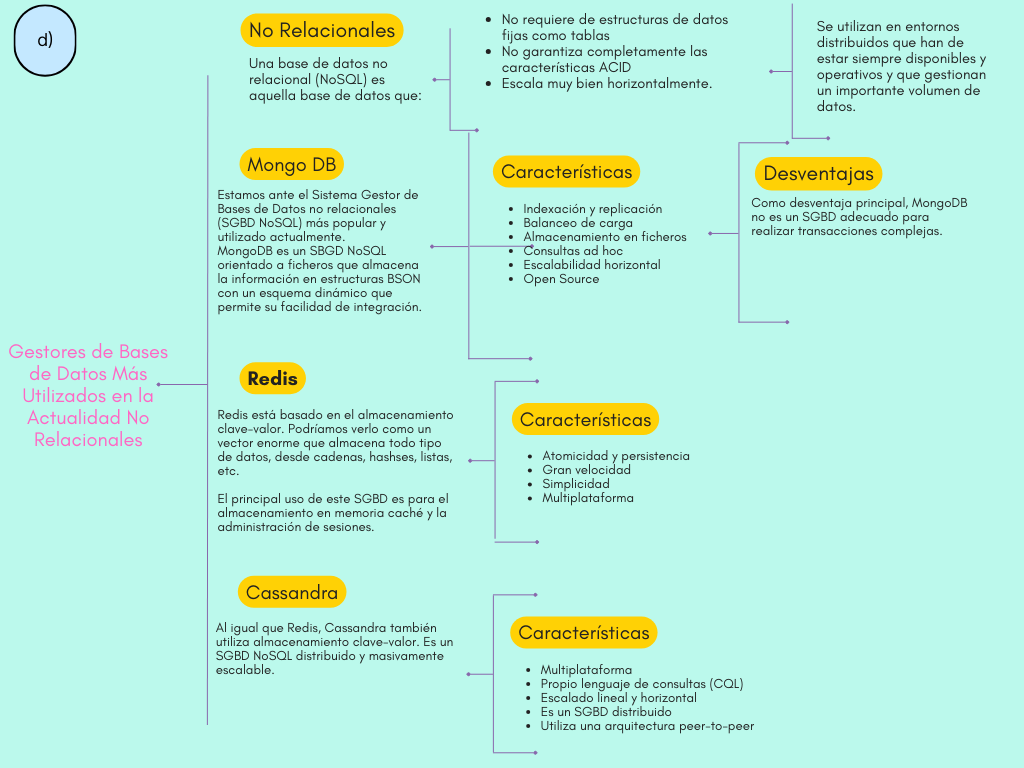 d)
Gestores de Bases
de Datos Más
Utilizados en la
Actualidad No
Relacionales
No Relacionales
Una base de datos no
relacional (NoSQL) es
aquella base de datos que:
No requiere de estructuras de datos
fijas como tablas
No garantiza completamente las
características ACID
Escala muy bien horizontalmente.
Se utilizan en entornos
distribuidos que han de
estar siempre disponibles y
operativos y que gestionan
un importante volumen de
datos.
Mongo DB
Estamos ante el Sistema Gestor de
Bases de Datos no relacionales
(SGBD NoSQL) más popular y
utilizado actualmente.
MongoDB es un SBGD NoSQL
orientado a ficheros que almacena
la información en estructuras BSON
con un esquema dinámico que
permite su facilidad de integración.
Características
Indexación y replicación
Balanceo de carga
Almacenamiento en ficheros
Consultas ad hoc
Escalabilidad horizontal
Open Source
Desventajas
Como desventaja principal, MongoDB
no es un SGBD adecuado para
realizar transacciones complejas.
Redis
Redis está basado en el almacenamiento
clave-valor. Podríamos verlo como un
vector enorme que almacena todo tipo
de datos, desde cadenas, hashses, listas,
etc.
El principal uso de este SGBD es para el
almacenamiento en memoria caché y la
administración de sesiones.
Características
Atomicidad y persistencia
Gran velocidad
Simplicidad
Multiplataforma
Cassandra
Al igual que Redis, Cassandra también
utiliza almacenamiento clave-valor. Es un
SGBD NoSQL distribuido y masivamente
escalable.
Características
Multiplataforma
Propio lenguaje de consultas (CQL)
Escalado lineal y horizontal
Es un SGBD distribuido
Utiliza una arquitectura peer-to-peer